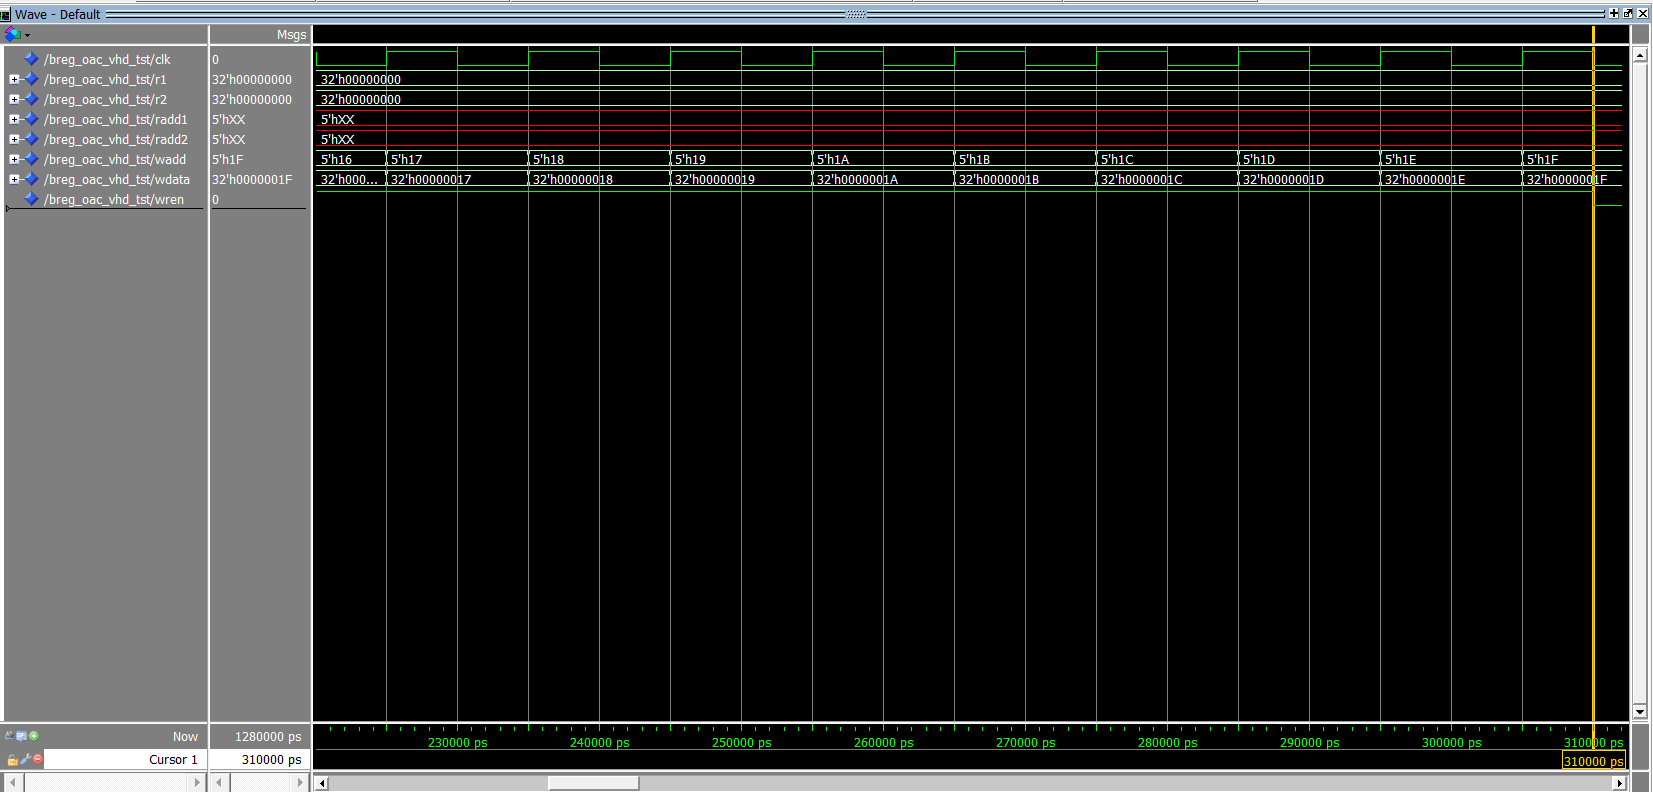 Wave - Default
Msgs
/breg_oac_vhd_tst/clk 0
/breg_oac_vhd_tst/r1 32'h00000000 32'h00000000
/breg_oac_vhd_tst/r2 32'h00000000 32'h00000000
/breg_oac_vhd_tst/radd1 5'hXX 5'hXX
/breg_oac_vhd_tst/radd2 5'hXX 5'hXX
/breg_oac_vhd_tst/wadd 5'h1F 5'h16 5'h17 5'h18 5'h19 5'h1A 5'h1B 5'h1C 5'h1D 5'h1E 5'h1F
/breg_oac_vhd_tst/wdata 32'h0000001F 32'h000... 32'h00000017 32'h00000018 32'h00000019 32'h0000001A 32'h0000001B 32'h0000001C 32'h0000001D 32'h0000001E 32'h0000001F
/breg_oac_vhd_tst/wren 0
Now 1280000 ps 230000 ps 240000 ps 250000 ps 260000 ps 270000 ps 280000 ps 290000 ps 300000 ps 310000 ps
Cursor 1 310000 ps 310000 ps